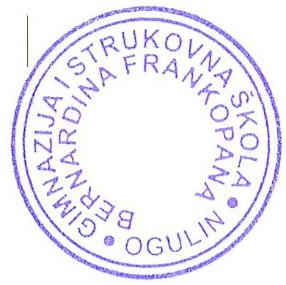 GIMNAZIJA I STRUKOVNA ŠKOLA
BERNARDINA FRANKOPANA
OGULIN